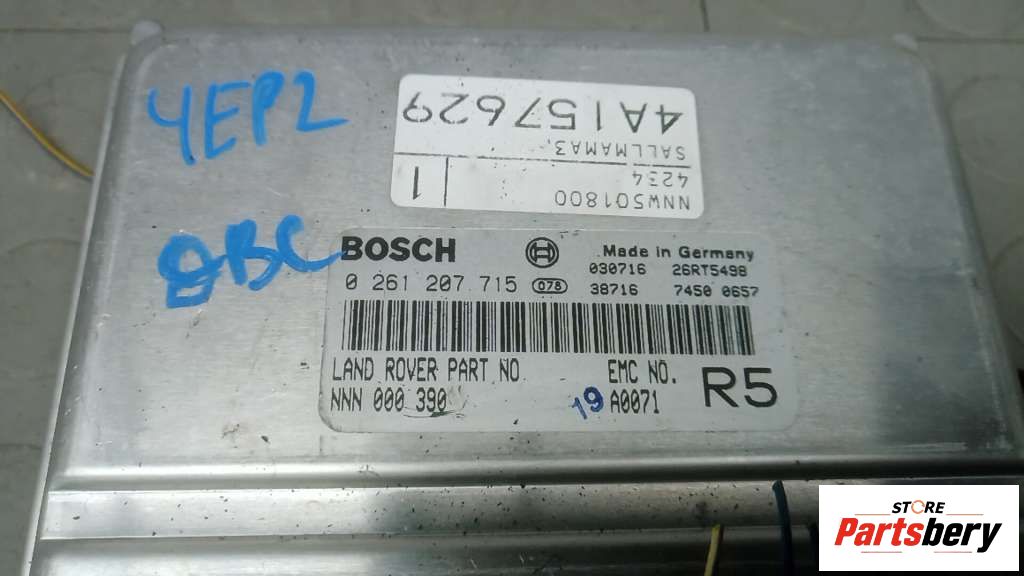 4EP2
4A157629
SALLMAMA3,
4234
NNW501800
1
BOSCH
Made in Germany
0 261 207 715 078
030716 26RT5498
38716 7450 0657
LAND ROVER PART NO EMC NO.
NNN 000 390 19 A0071 R5
STORE
Partsbery